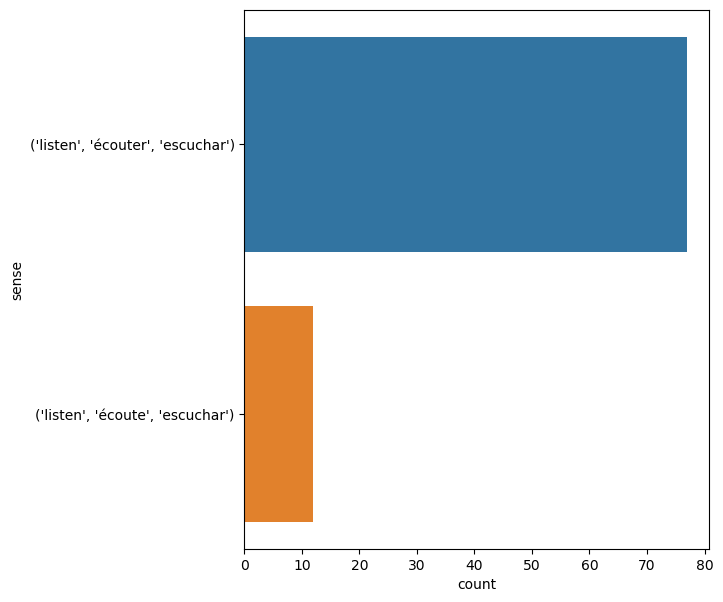 ('listen', 'écouter', 'escuchar')
('listen', 'écoute', 'escuchar')
sense
0 10 20 30 40 50 60 70 80
count